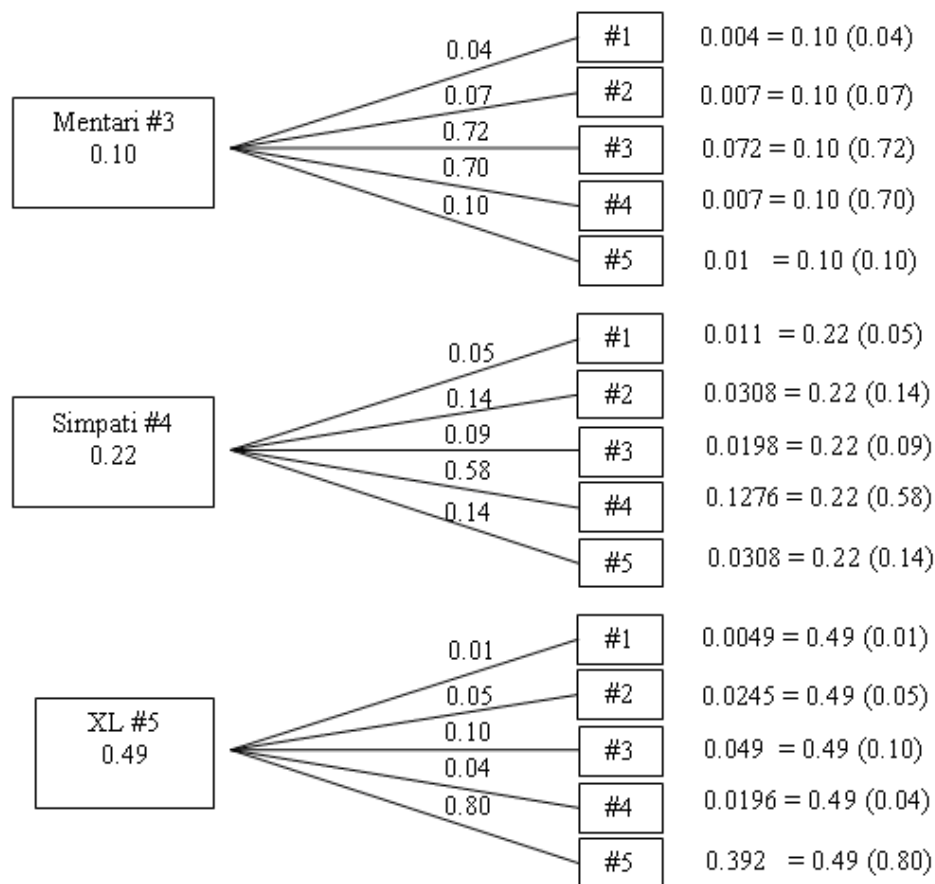 0.04 #1 0.004 = 0.10 (0.04)
0.07 #2 0.007 = 0.10 (0.07)
Mentari #3
0.10
0.72 #3 0.072 = 0.10 (0.72)
0.70 #4 0.007 = 0.10 (0.70)
0.10 #5 0.01 = 0.10 (0.10)
0.05 #1 0.011 = 0.22 (0.05)
0.14 #2 0.0308 = 0.22 (0.14)
Simpati #4
0.22
0.09 #3 0.0198 = 0.22 (0.09)
0.58 #4 0.1276 = 0.22 (0.58)
0.14 #5 0.0308 = 0.22 (0.14)
0.01 #1 0.0049 = 0.49 (0.01)
0.05 #2 0.0245 = 0.49 (0.05)
XL #5
0.49
0.10 #3 0.049 = 0.49 (0.10)
0.04 #4 0.0196 = 0.49 (0.04)
0.80 #5 0.392 = 0.49 (0.80)